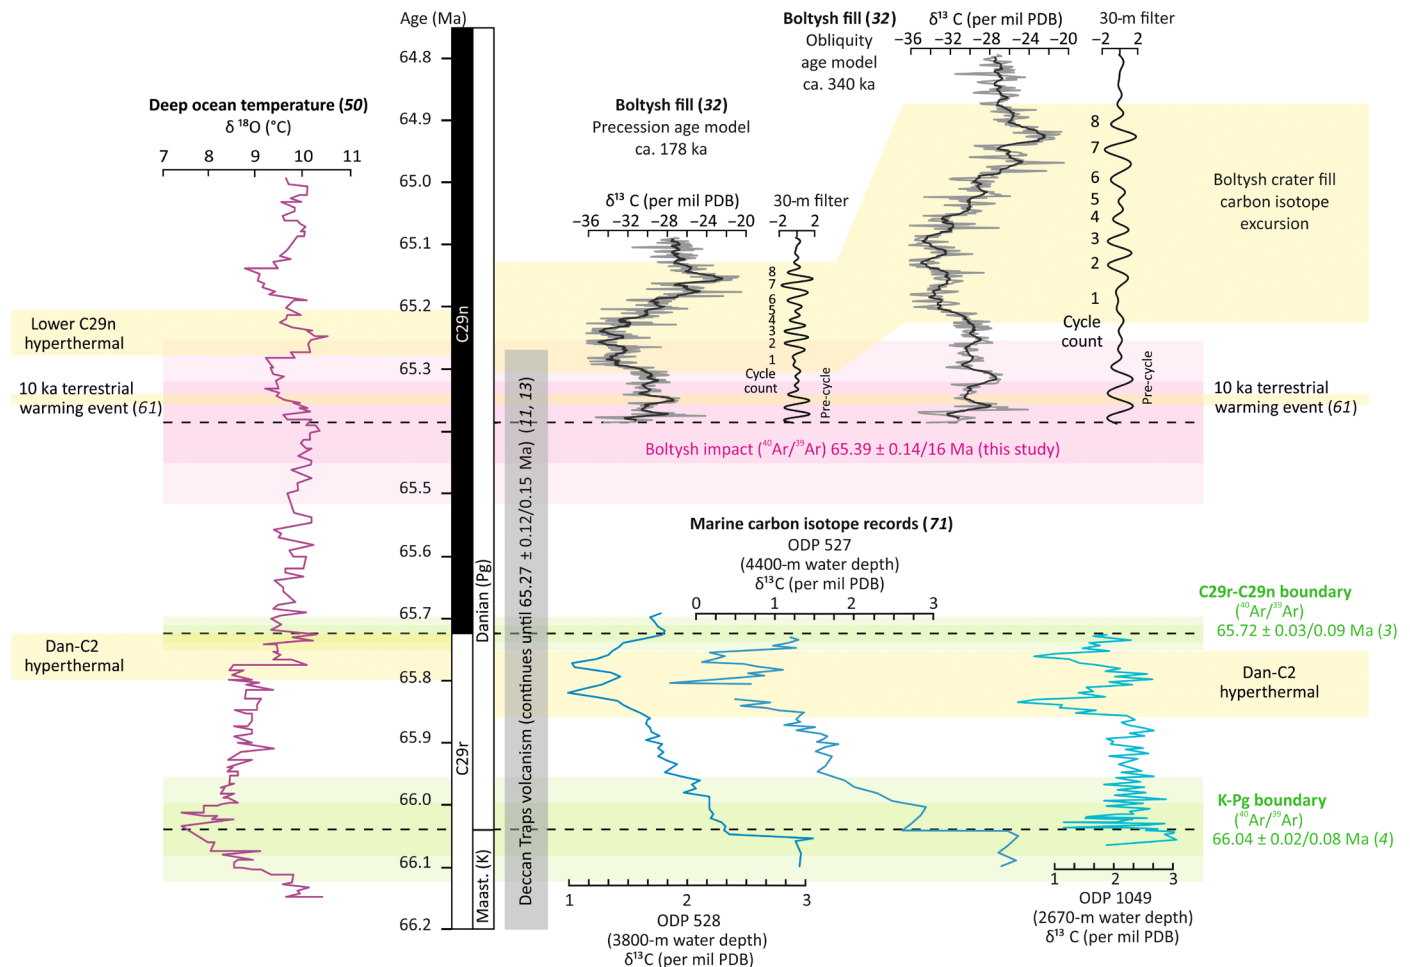 Age (Ma)
64.8
64.9
65.0
65.1
65.2
65.3
65.5
65.6
65.7
65.8
65.9
66.0
66.1
66.2
C29n
C29r
Danian (Pg)
Maast. (K)
Deccan Traps volcanism (continues until 65.27 ± 0.12/0.15 Ma) (11, 13)
Deep ocean temperature (50)
δ ¹⁸O (°C)
7 8 9 10 11
Lower C29n
hyperthermal
10 ka terrestrial
warming event (61)
Dan-C2
hyperthermal
Boltysh fill (32)
Precession age model
ca. 178 ka
δ¹³ C (per mil PDB)
−36 −32 −28 −24 −20
30-m filter
−2 2
8
7
6
5
4
3
2
1
Cycle
count
Pre-cycle
Boltysh fill (32)
Obliquity
age model
ca. 340 ka
δ¹³ C (per mil PDB)
−36 −32 −28 −24 −20
30-m filter
−2 2
8
7
6
5
4
3
2
1
Cycle
count
Pre-cycle
Boltysh crater fill
carbon isotope
excursion
10 ka terrestrial
warming event (61)
Boltysh impact (⁴⁰Ar/³⁹Ar) 65.39 ± 0.14/16 Ma (this study)
Marine carbon isotope records (71)
ODP 527
(4400-m water depth)
δ¹³C (per mil PDB)
0 1 2 3
C29r-C29n boundary
(⁴⁰Ar/³⁹Ar)
65.72 ± 0.03/0.09 Ma (3)
Dan-C2
hyperthermal
K-Pg boundary
(⁴⁰Ar/³⁹Ar)
66.04 ± 0.02/0.08 Ma (4)
1 2 3
ODP 528
(3800-m water depth)
δ¹³C (per mil PDB)
1 2 3
ODP 1049
(2670-m water depth)
δ¹³ C (per mil PDB)